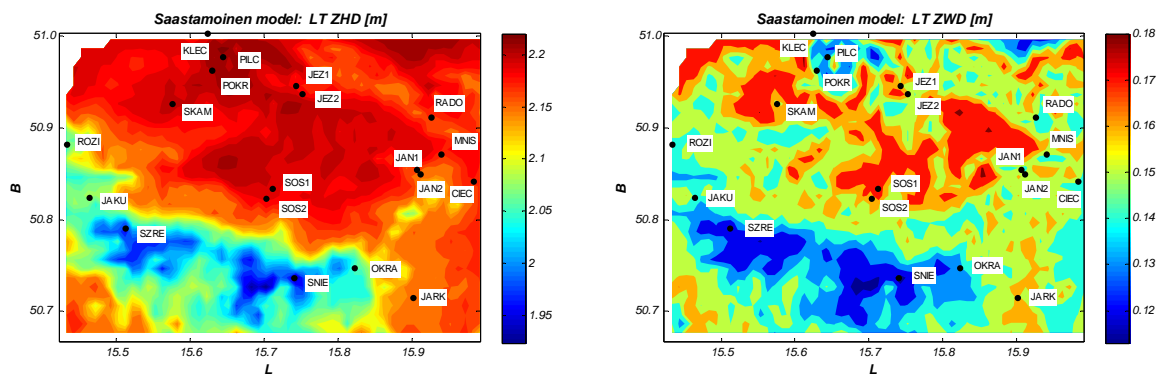 Saastamoinen model: LT ZHD [m]
51.0
50.9
50.8
50.7
B
15.5
15.6
15.7
15.8
15.9
L
KLEC
PILC
POKR
JEZ1
JEZ2
SKAM
RADO
ROZI
MNIS
JAN1
JAN2
CIEC
SOS1
SOS2
JAKU
SZRE
OKRA
SNIE
JARK
2.2
2.15
2.1
2.05
2
1.95
Saastamoinen model: LT ZWD [m]
51.0
50.9
50.8
50.7
B
15.5
15.6
15.7
15.8
15.9
L
KLEC
PILC
POKR
JEZ1
JEZ2
SKAM
RADO
ROZI
MNIS
JAN1
JAN2
CIEC
SOS1
SOS2
JAKU
SZRE
OKRA
SNIE
JARK
0.18
0.17
0.16
0.15
0.14
0.13
0.12